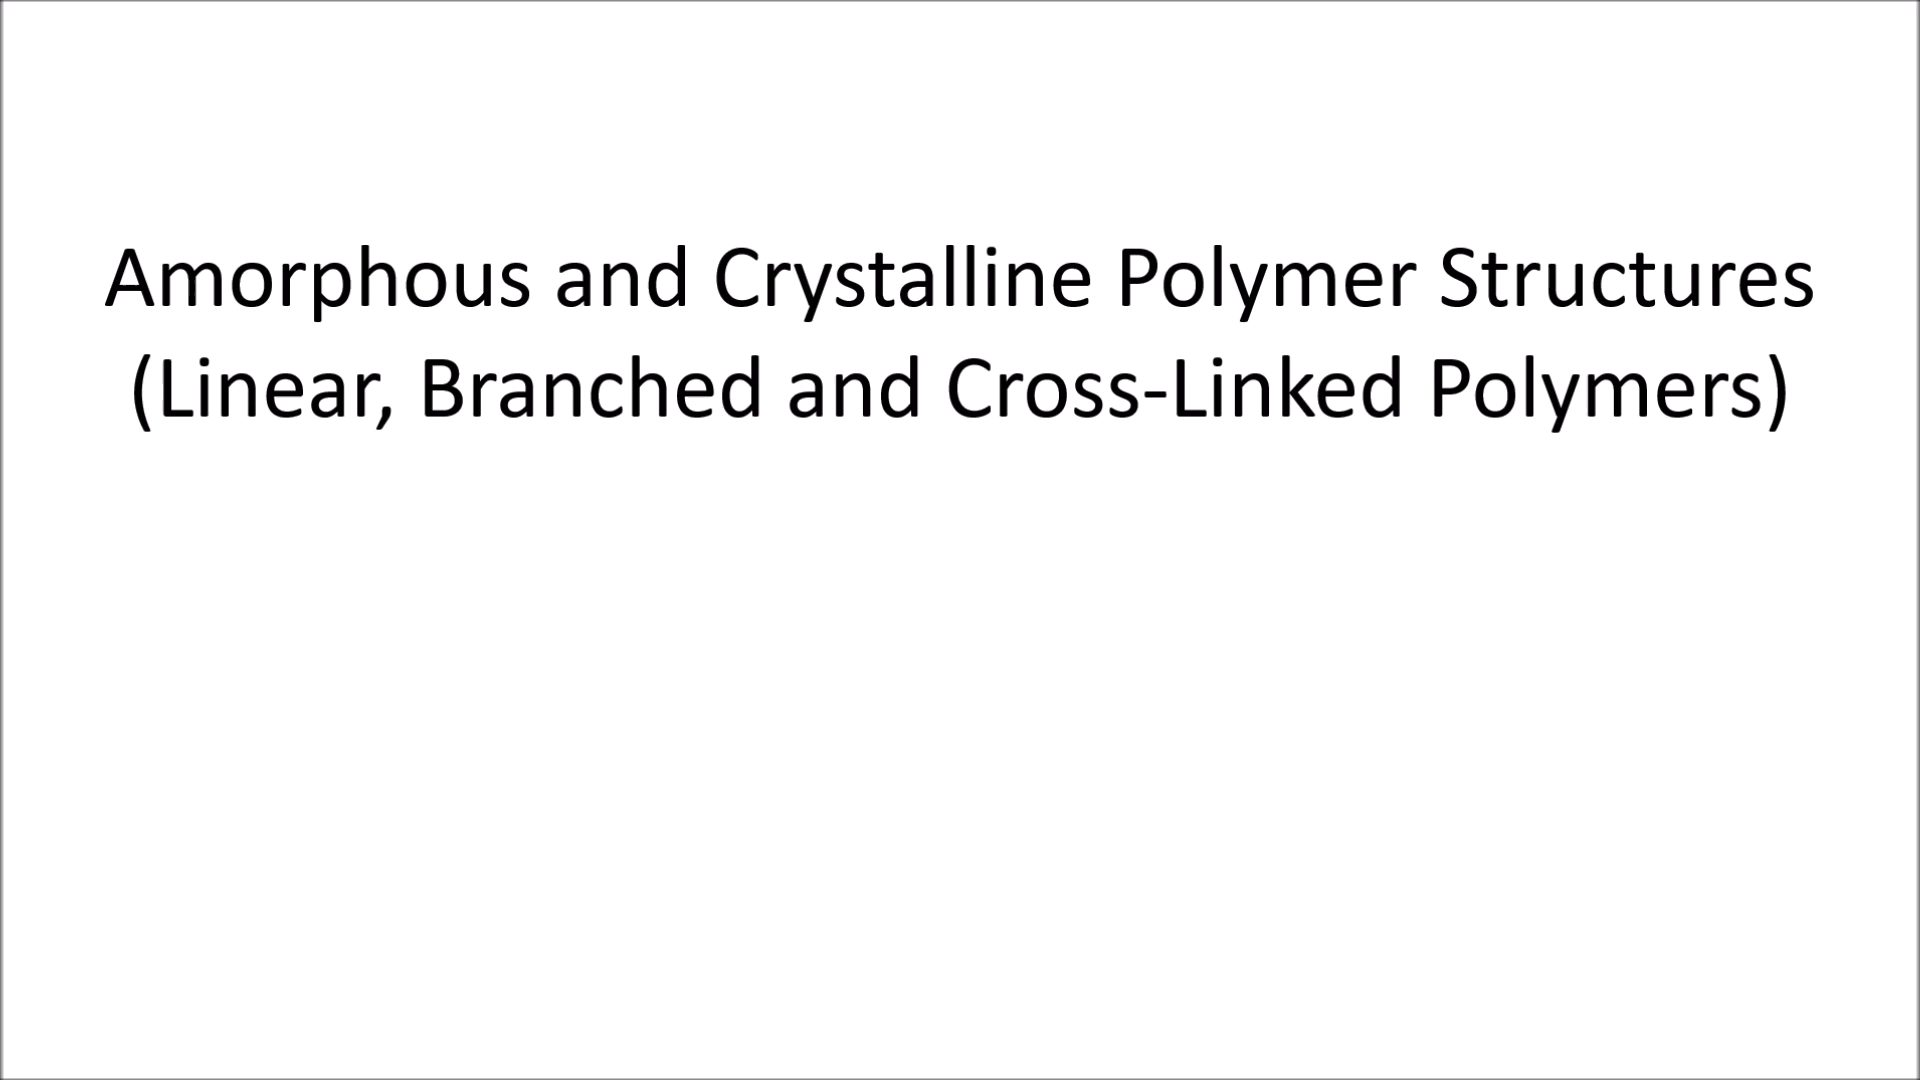 Amorphous and Crystalline Polymer Structures
(Linear, Branched and Cross-Linked Polymers)